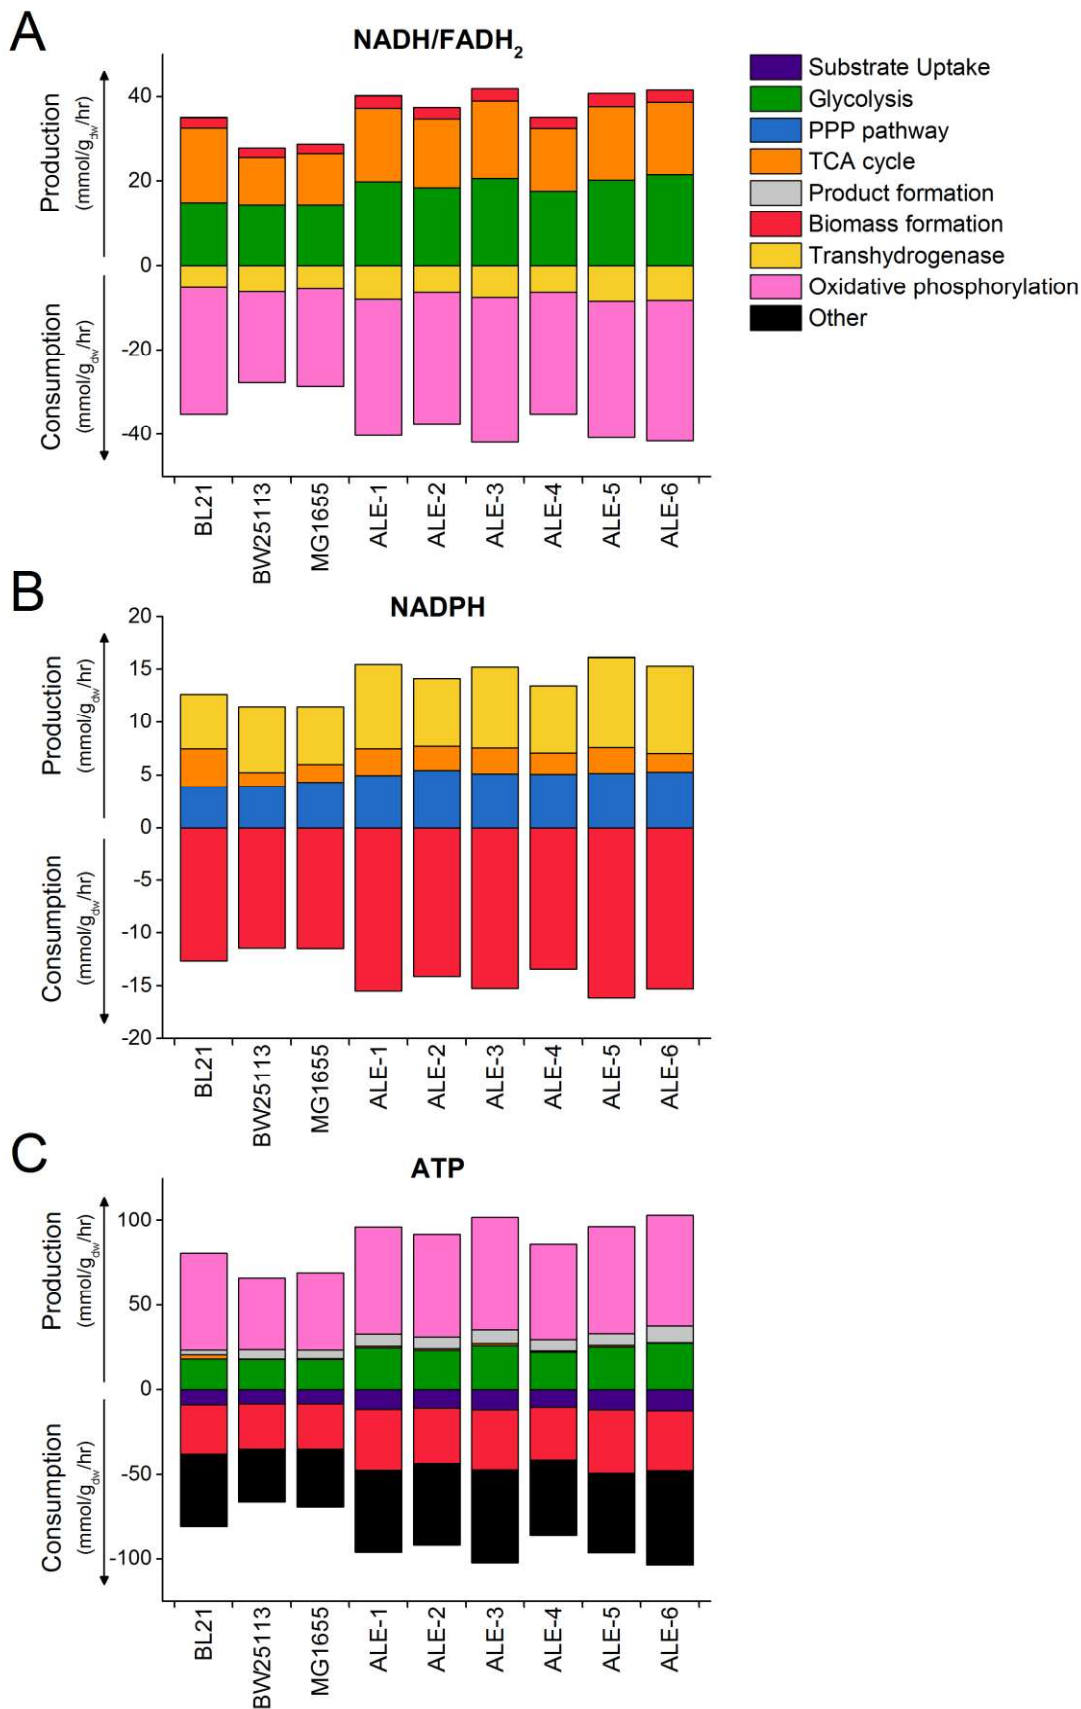 A
NADH/FADH2
Production
(mmol/gdw/hr)
Consumption
(mmol/gdw/hr)
40
20
0
-20
-40
BL21
BW25113
MG1655
ALE-1
ALE-2
ALE-3
ALE-4
ALE-5
ALE-6
Substrate Uptake
Glycolysis
PPP pathway
TCA cycle
Product formation
Biomass formation
Transhydrogenase
Oxidative phosphorylation
Other
B
NADPH
Production
(mmol/gdw/hr)
Consumption
(mmol/gdw/hr)
20
15
10
5
0
-5
-10
-15
-20
BL21
BW25113
MG1655
ALE-1
ALE-2
ALE-3
ALE-4
ALE-5
ALE-6
C
ATP
Production
(mmol/gdw/hr)
Consumption
(mmol/gdw/hr)
100
50
0
-50
-100
BL21
BW25113
MG1655
ALE-1
ALE-2
ALE-3
ALE-4
ALE-5
ALE-6